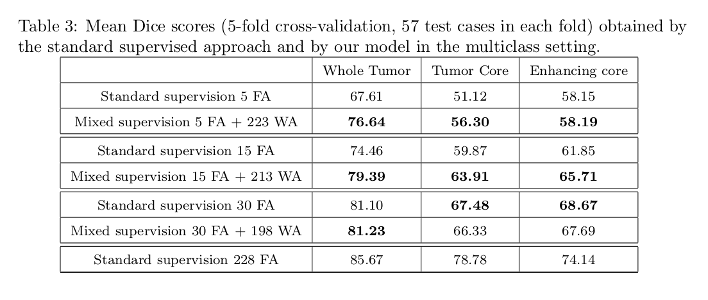 Table 3: Mean Dice scores (5-fold cross-validation, 57 test cases in each fold) obtained by
the standard supervised approach and by our model in the multiclass setting.
Whole Tumor Tumor Core Enhancing core
Standard supervision 5 FA 67.61 51.12 58.15
Mixed supervision 5 FA + 223 WA 76.64 56.30 58.19
Standard supervision 15 FA 74.46 59.87 61.85
Mixed supervision 15 FA + 213 WA 79.39 63.91 65.71
Standard supervision 30 FA 81.10 67.48 68.67
Mixed supervision 30 FA + 198 WA 81.23 66.33 67.69
Standard supervision 228 FA 85.67 78.78 74.14